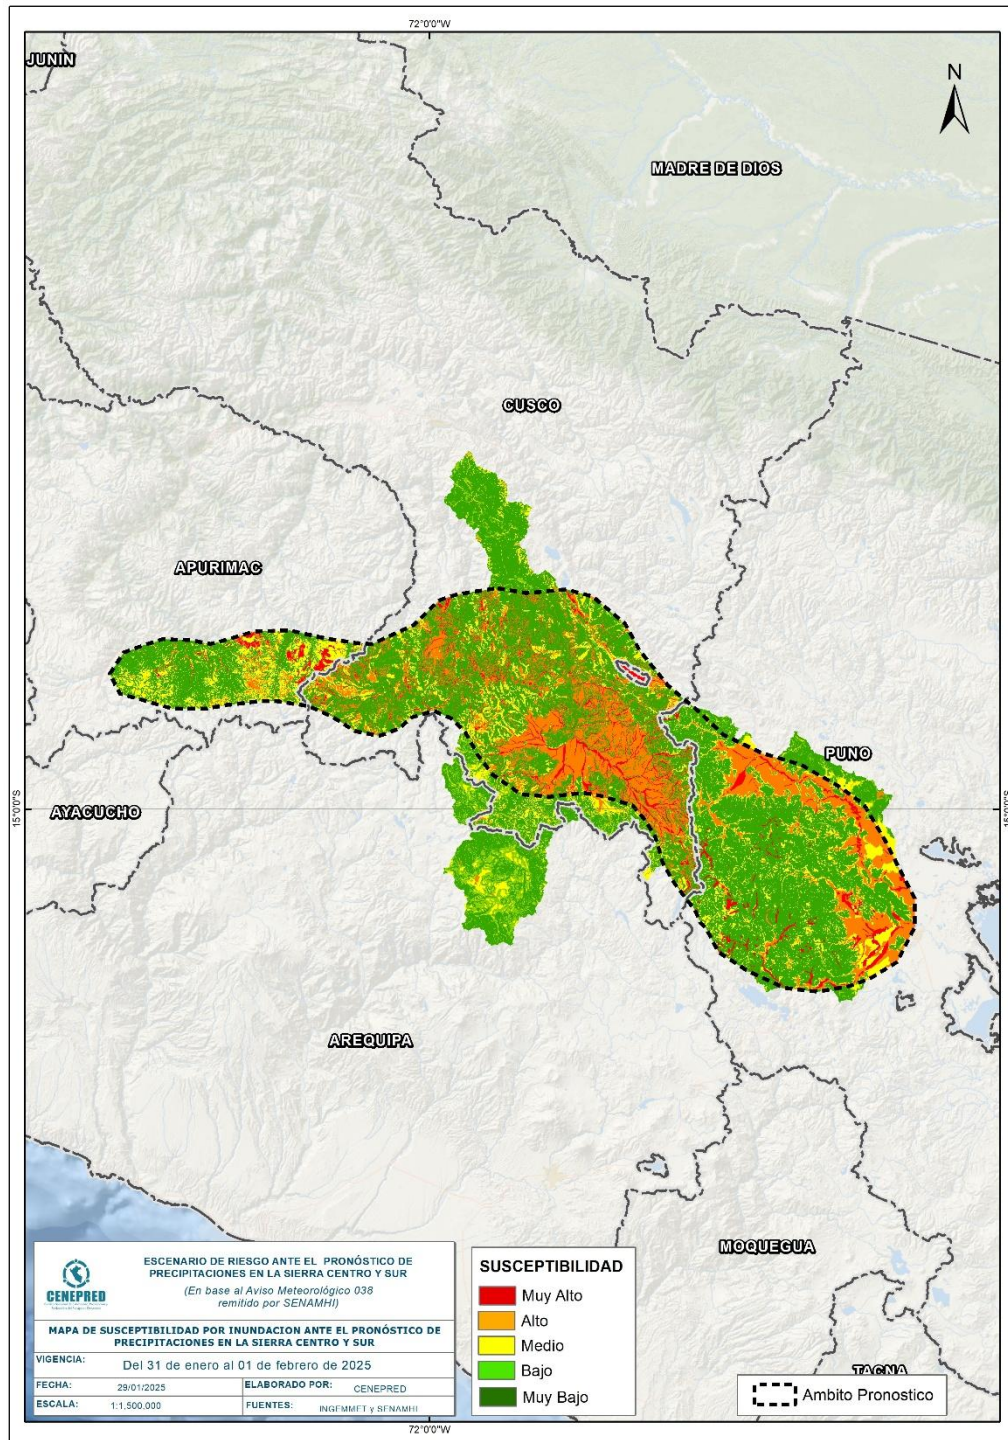 72°0'0"W
JUNIN
N
MADRE DE DIOS
CUSCO
APURIMAC
PUNO
AYACUCHO
15°0'0"S
15°0'0"S
AREQUIPA
MOQUEGUA
TACNA
CENEPRED
ESCENARIO DE RIESGO ANTE EL PRONÓSTICO DE
PRECIPITACIONES EN LA SIERRA CENTRO Y SUR
(En base al Aviso Meteorológico 038
remitido por SENAMHI)
MAPA DE SUSCEPTIBILIDAD POR INUNDACION ANTE EL PRONÓSTICO DE
PRECIPITACIONES EN LA SIERRA CENTRO Y SUR
VIGENCIA: Del 31 de enero al 01 de febrero de 2025
FECHA: 29/01/2025 ELABORADO POR: CENEPRED
ESCALA: 1:1,500,000 FUENTES: INGEMMET y SENAMHI
SUSCEPTIBILIDAD
Muy Alto
Alto
Medio
Bajo
Muy Bajo
Ambito Pronostico
72°0'0"W